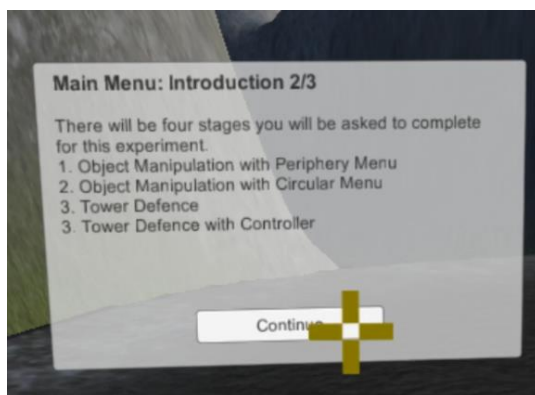 Main Menu: Introduction 2/3
There will be four stages you will be asked to complete
for this experiment.
1. Object Manipulation with Periphery Menu
2. Object Manipulation with Circular Menu
3. Tower Defence
3. Tower Defence with Controller
Continue